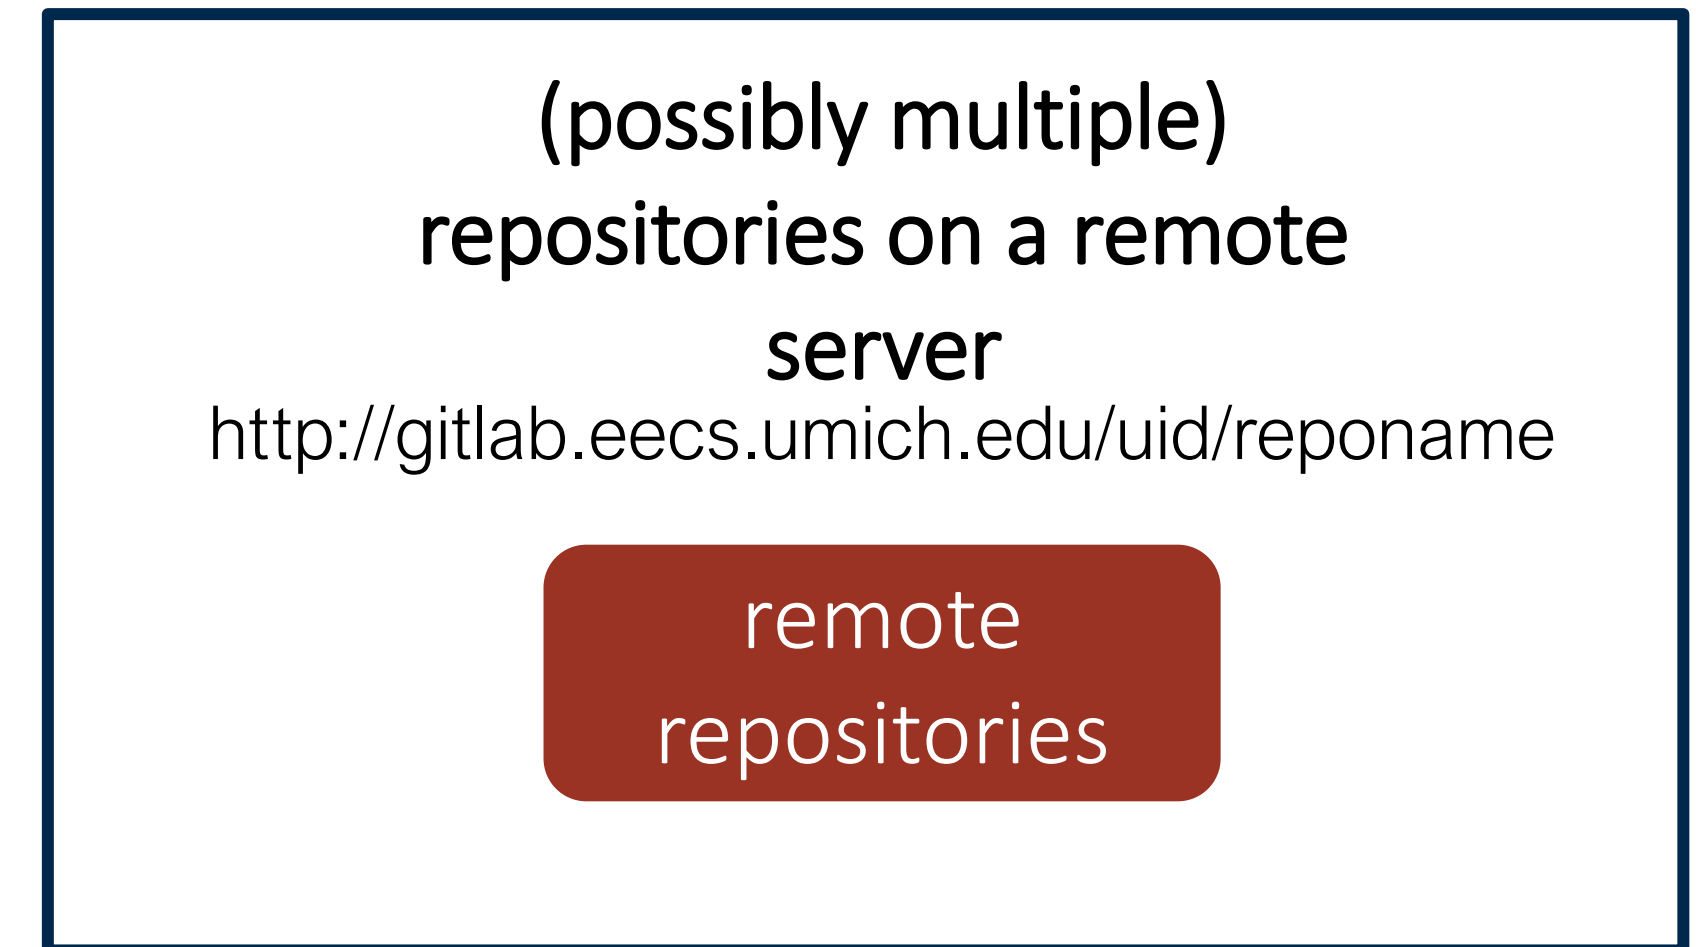 (possibly multiple)
repositories on a remote
server
http://gitlab.eecs.umich.edu/uid/reponame
remote
repositories